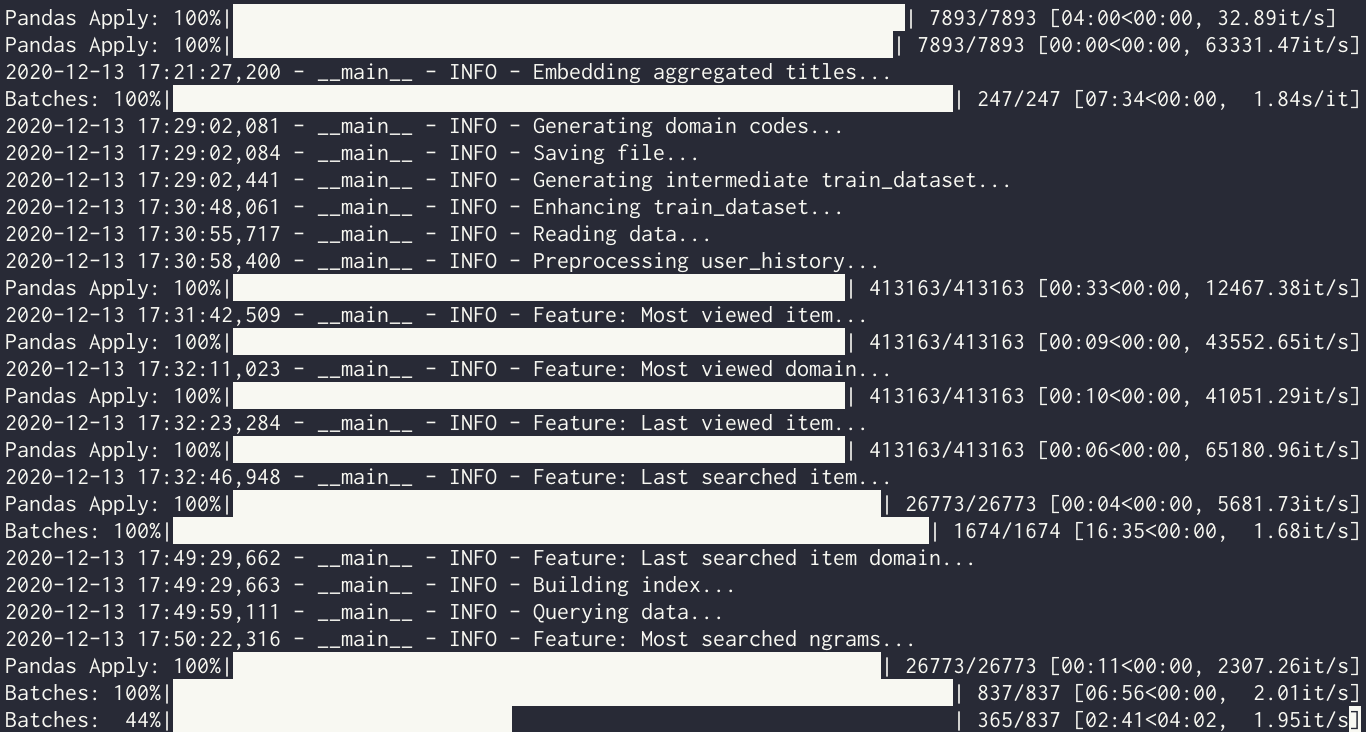 Pandas Apply: 100%| | 7893/7893 [04:00<00:00, 32.89it/s]
Pandas Apply: 100%| | 7893/7893 [00:00<00:00, 63331.47it/s]
2020-12-13 17:21:27,200 - __main__ - INFO - Embedding aggregated titles...
Batches: 100%| | 247/247 [07:34<00:00,  1.84s/it]
2020-12-13 17:29:02,081 - __main__ - INFO - Generating domain codes...
2020-12-13 17:29:02,084 - __main__ - INFO - Saving file...
2020-12-13 17:29:02,441 - __main__ - INFO - Generating intermediate train_dataset...
2020-12-13 17:30:48,061 - __main__ - INFO - Enhancing train_dataset...
2020-12-13 17:30:55,717 - __main__ - INFO - Reading data...
2020-12-13 17:30:58,400 - __main__ - INFO - Preprocessing user_history...
Pandas Apply: 100%| | 413163/413163 [00:33<00:00, 12467.38it/s]
2020-12-13 17:31:42,509 - __main__ - INFO - Feature: Most viewed item...
Pandas Apply: 100%| | 413163/413163 [00:09<00:00, 43552.65it/s]
2020-12-13 17:32:11,023 - __main__ - INFO - Feature: Most viewed domain...
Pandas Apply: 100%| | 413163/413163 [00:10<00:00, 41051.29it/s]
2020-12-13 17:32:23,284 - __main__ - INFO - Feature: Last viewed item...
Pandas Apply: 100%| | 413163/413163 [00:06<00:00, 65180.96it/s]
2020-12-13 17:32:46,948 - __main__ - INFO - Feature: Last searched item...
Pandas Apply: 100%| | 26773/26773 [00:04<00:00, 5681.73it/s]
Batches: 100%| | 1674/1674 [16:35<00:00,  1.68it/s]
2020-12-13 17:49:29,662 - __main__ - INFO - Feature: Last searched item domain...
2020-12-13 17:49:29,663 - __main__ - INFO - Building index...
2020-12-13 17:49:59,111 - __main__ - INFO - Querying data...
2020-12-13 17:50:22,316 - __main__ - INFO - Feature: Most searched ngrams...
Pandas Apply: 100%| | 26773/26773 [00:11<00:00, 2307.26it/s]
Batches: 100%| | 837/837 [06:56<00:00,  2.01it/s]
Batches:  44%| | 365/837 [02:41<04:02,  1.95it/s]